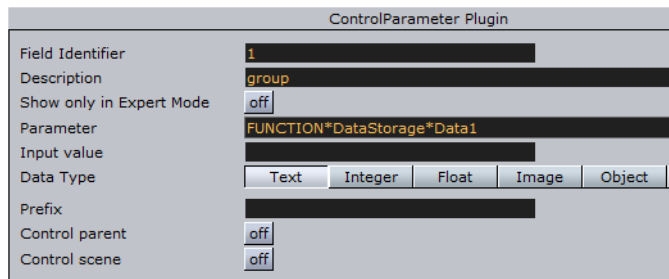 ControlParameter Plugin
Field Identifier 1
Description group
Show only in Expert Mode off
Parameter FUNCTION*DataStorage*Data1
Input value
Data Type Text Integer Float Image Object
Prefix
Control parent off
Control scene off